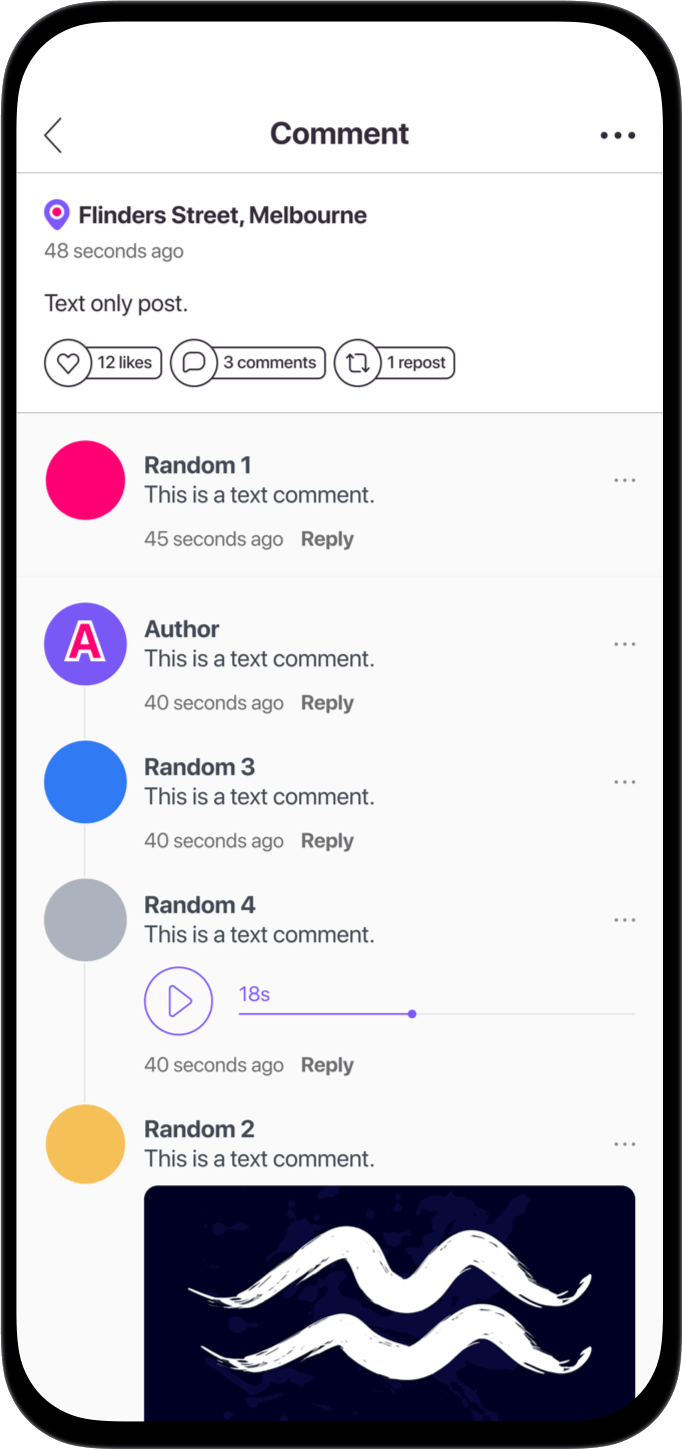 Comment
Flinders Street, Melbourne
48 seconds ago
Text only post.
12 likes 3 comments 1 repost
Random 1
This is a text comment.
45 seconds ago Reply
A
Author
This is a text comment.
40 seconds ago Reply
Random 3
This is a text comment.
40 seconds ago Reply
Random 4
This is a text comment.
18s
40 seconds ago Reply
Random 2
This is a text comment.